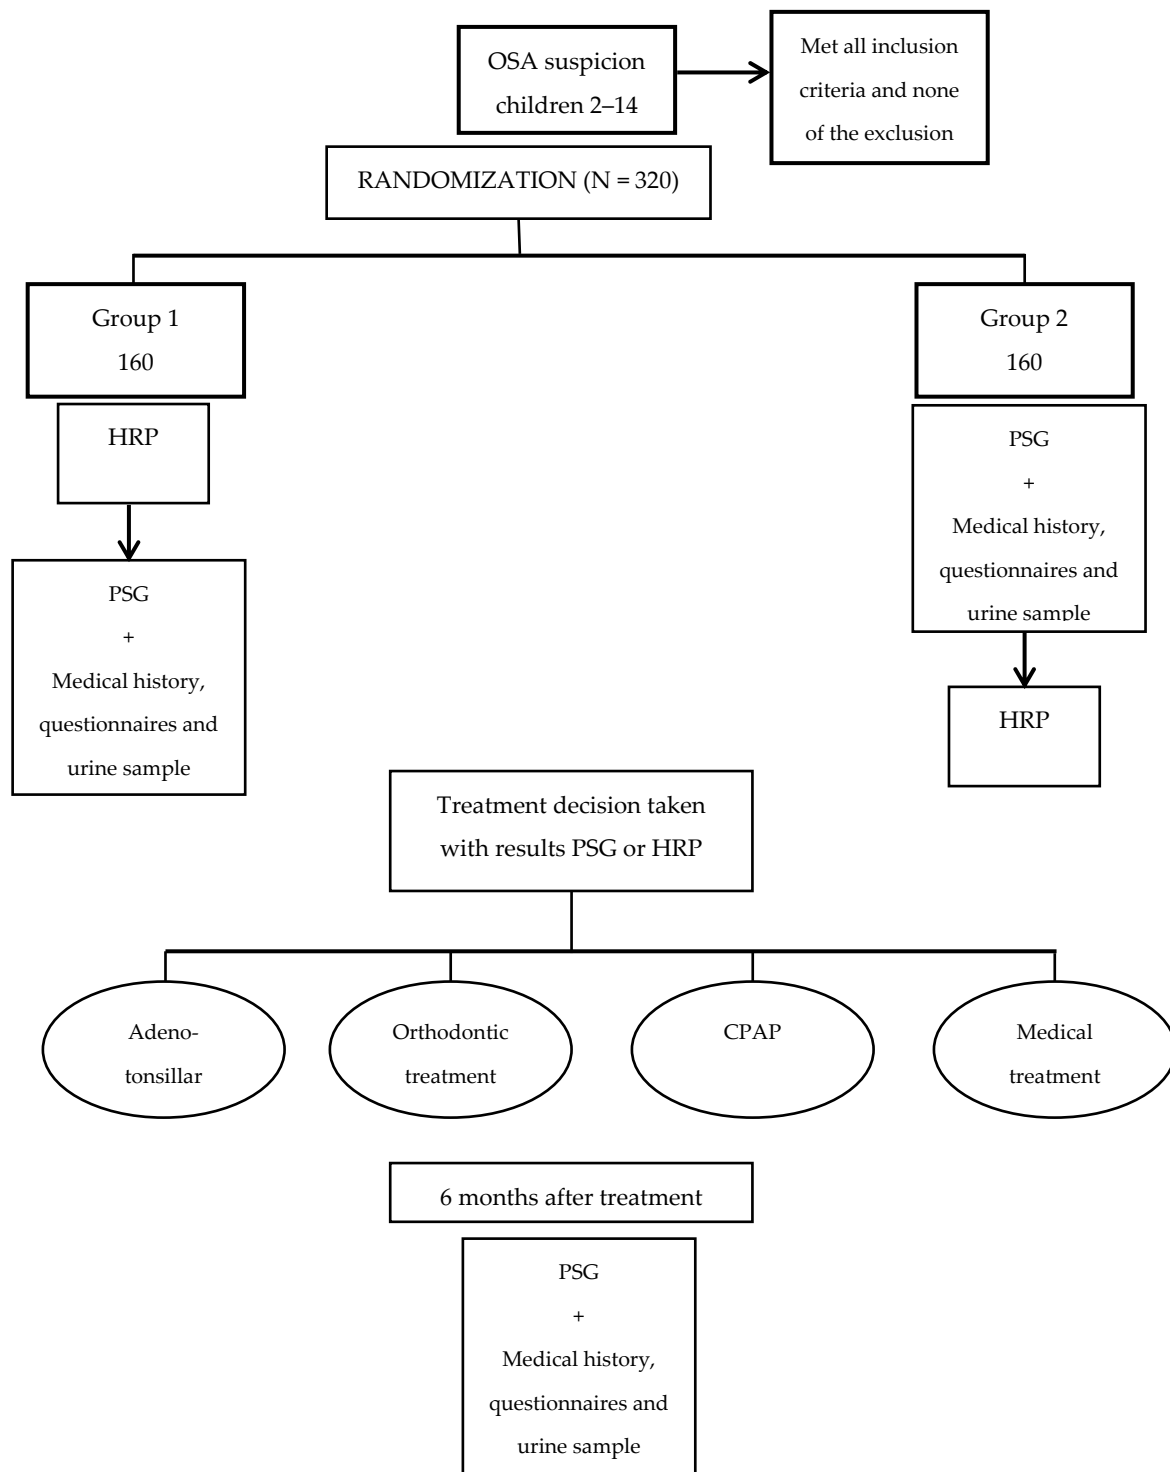 OSA suspicion
children 2–14
Met all inclusion
criteria and none
of the exclusion
RANDOMIZATION (N = 320)
Group 1
160
Group 2
160
HRP
PSG
+
Medical history,
questionnaires and
urine sample
PSG
+
Medical history,
questionnaires and
urine sample
HRP
Treatment decision taken
with results PSG or HRP
Adeno-
tonsillar
Orthodontic
treatment
CPAP
Medical
treatment
6 months after treatment
PSG
+
Medical history,
questionnaires and
urine sample